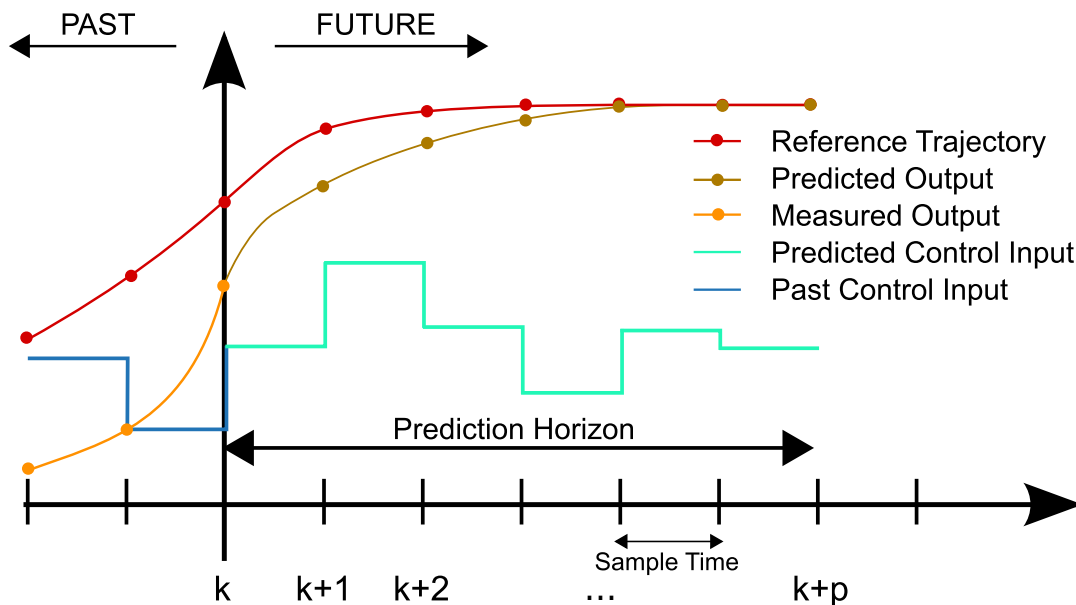 PAST
FUTURE
Reference Trajectory
Predicted Output
Measured Output
Predicted Control Input
Past Control Input
Prediction Horizon
Sample Time
k
k+1
k+2
...
k+p